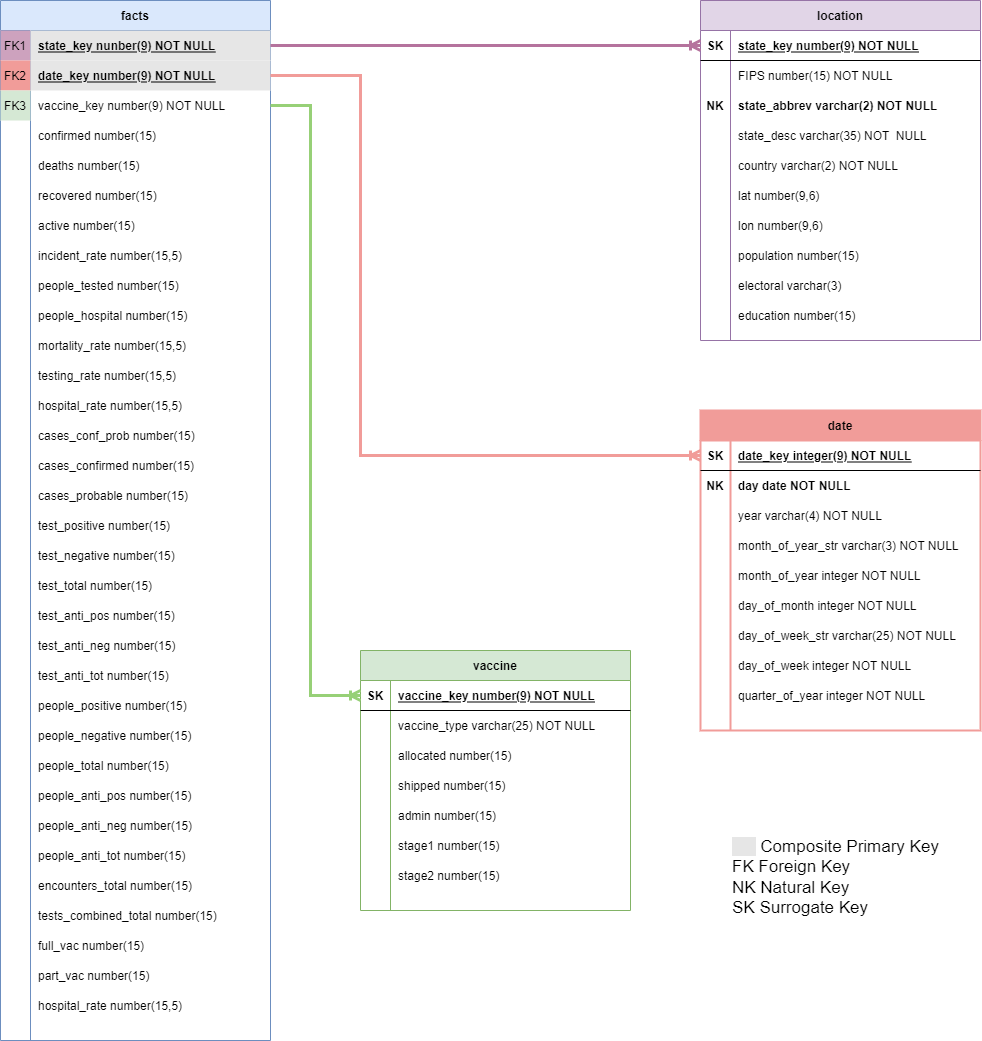 facts
FK1 state_key nunber(9) NOT NULL
FK2 date_key number(9) NOT NULL
FK3 vaccine_key number(9) NOT NULL
confirmed number(15)
deaths number(15)
recovered number(15)
active number(15)
incident_rate number(15,5)
people_tested number(15)
people_hospital number(15)
mortality_rate number(15,5)
testing_rate number(15,5)
hospital_rate number(15,5)
cases_conf_prob number(15)
cases_confirmed number(15)
cases_probable number(15)
test_positive number(15)
test_negative number(15)
test_total number(15)
test_anti_pos number(15)
test_anti_neg number(15)
test_anti_tot number(15)
people_positive number(15)
people_negative number(15)
people_total number(15)
people_anti_pos number(15)
people_anti_neg number(15)
people_anti_tot number(15)
encounters_total number(15)
tests_combined_total number(15)
full_vac number(15)
part_vac number(15)
hospital_rate number(15,5)
location
SK state_key number(9) NOT NULL
FIPS number(15) NOT NULL
NK state_abbrev varchar(2) NOT NULL
state_desc varchar(35) NOT  NULL
country varchar(2) NOT NULL
lat number(9,6)
lon number(9,6)
population number(15)
electoral varchar(3)
education number(15)
date
SK date_key integer(9) NOT NULL
NK day date NOT NULL
year varchar(4) NOT NULL
month_of_year_str varchar(3) NOT NULL
month_of_year integer NOT NULL
day_of_month integer NOT NULL
day_of_week_str varchar(25) NOT NULL
day_of_week integer NOT NULL
quarter_of_year integer NOT NULL
vaccine
SK vaccine_key number(9) NOT NULL
vaccine_type varchar(25) NOT NULL
allocated number(15)
shipped number(15)
admin number(15)
stage1 number(15)
stage2 number(15)
Composite Primary Key
FK Foreign Key
NK Natural Key
SK Surrogate Key